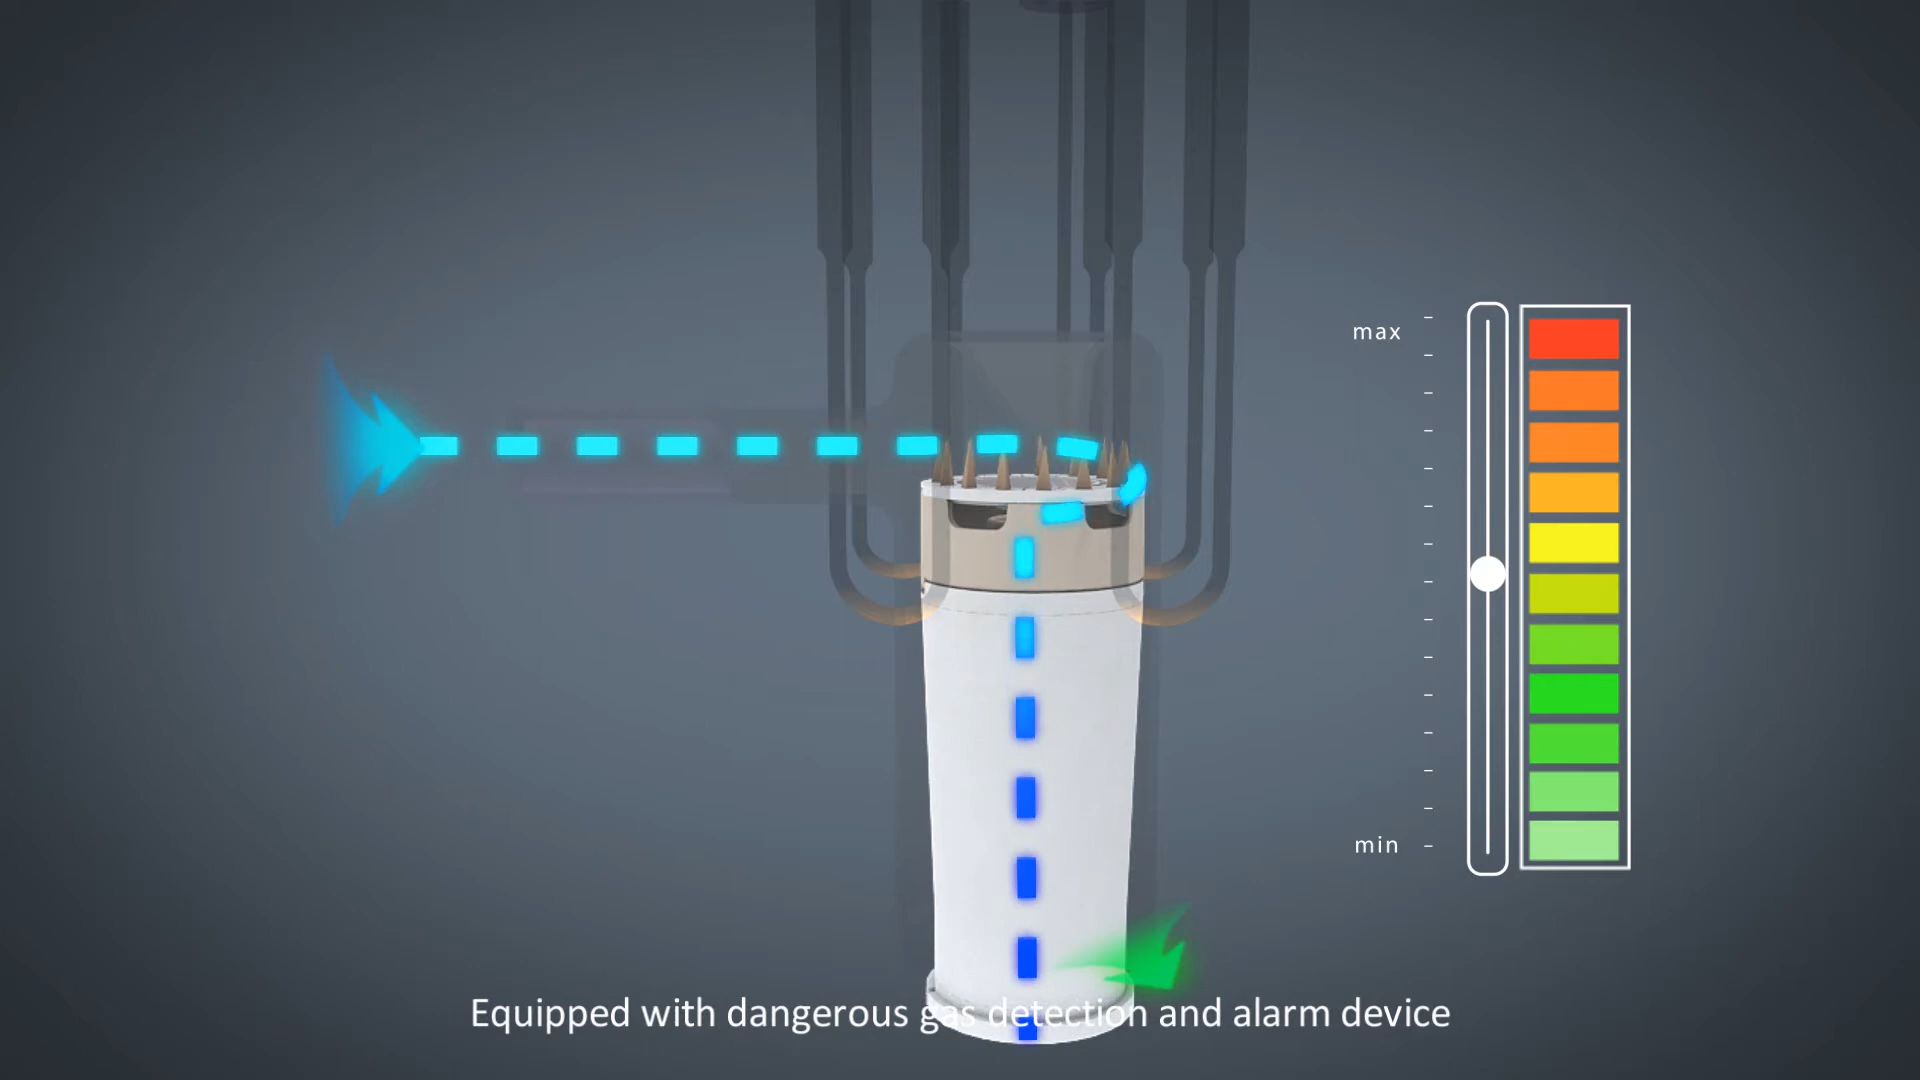 max
min
Equipped with dangerous gas detection and alarm device